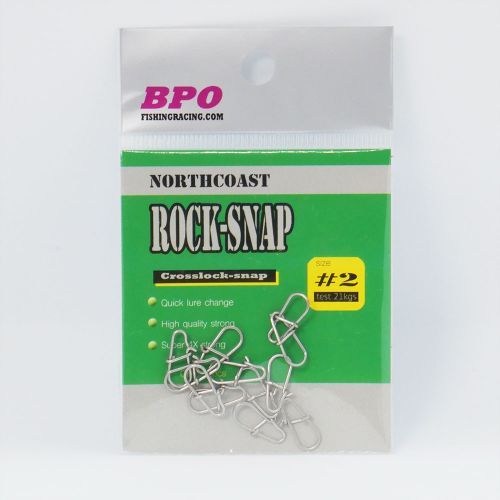 BPO
FISHINGRACING.COM
NORTHCOAST
ROCK-SNAP
Crosslock-snap
SIZE
#2
test 21kgs
Quick lure change
High quality strong
Super 4X strong